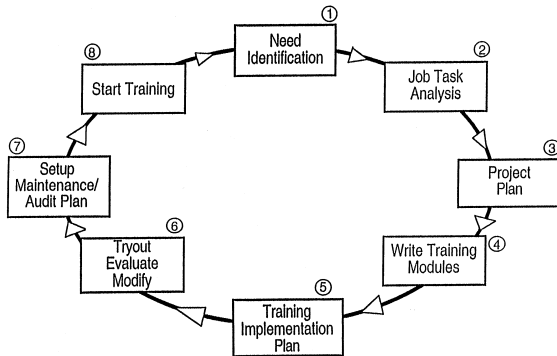 ①
Need
Identification
②
Job Task
Analysis
③
Project
Plan
④
Write Training
Modules
⑤
Training
Implementation
Plan
⑥
Tryout
Evaluate
Modify
⑦
Setup
Maintenance/
Audit Plan
⑧
Start Training